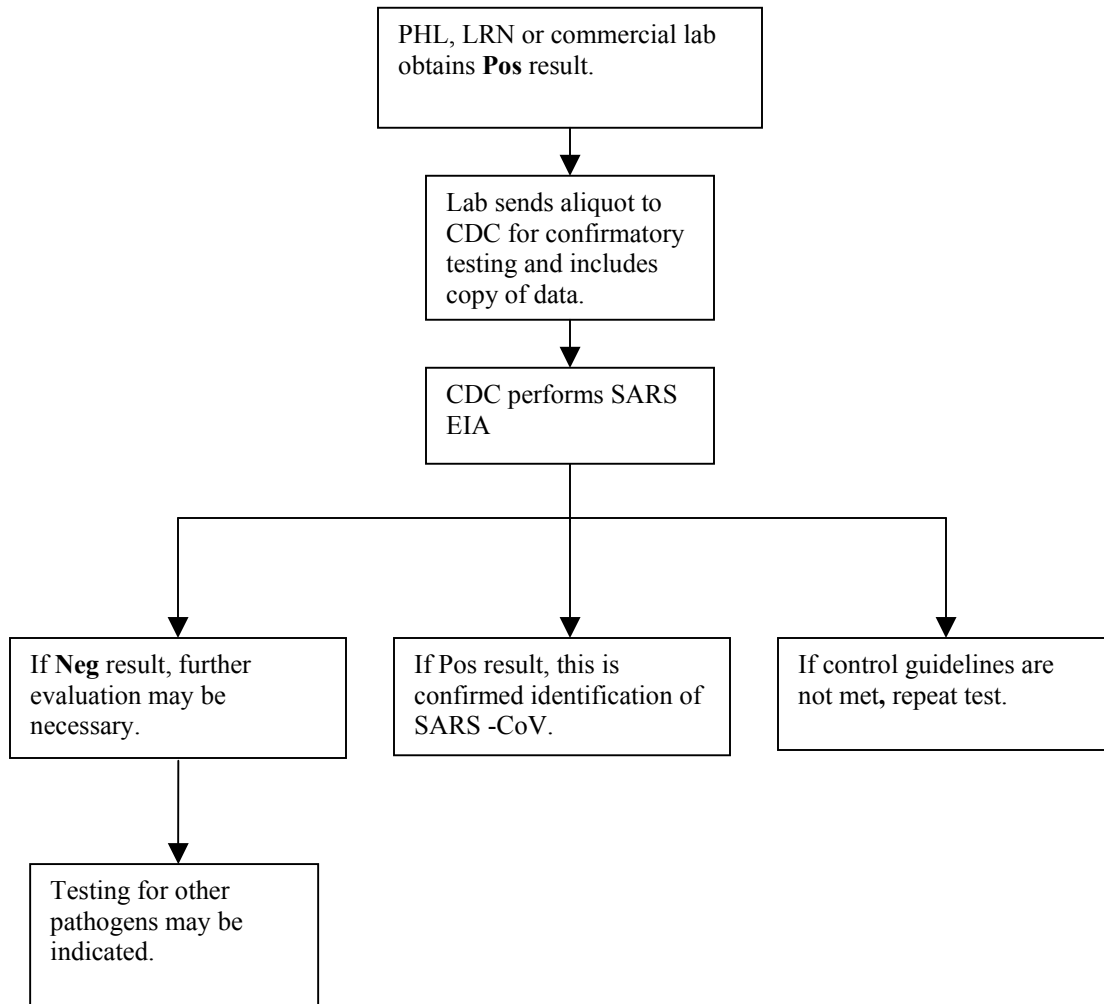 PHL, LRN or commercial lab
obtains Pos result.
Lab sends aliquot to
CDC for confirmatory
testing and includes
copy of data.
CDC performs SARS
EIA
If Neg result, further
evaluation may be
necessary.
If Pos result, this is
confirmed identification of
SARS -CoV.
If control guidelines are
not met, repeat test.
Testing for other
pathogens may be
indicated.